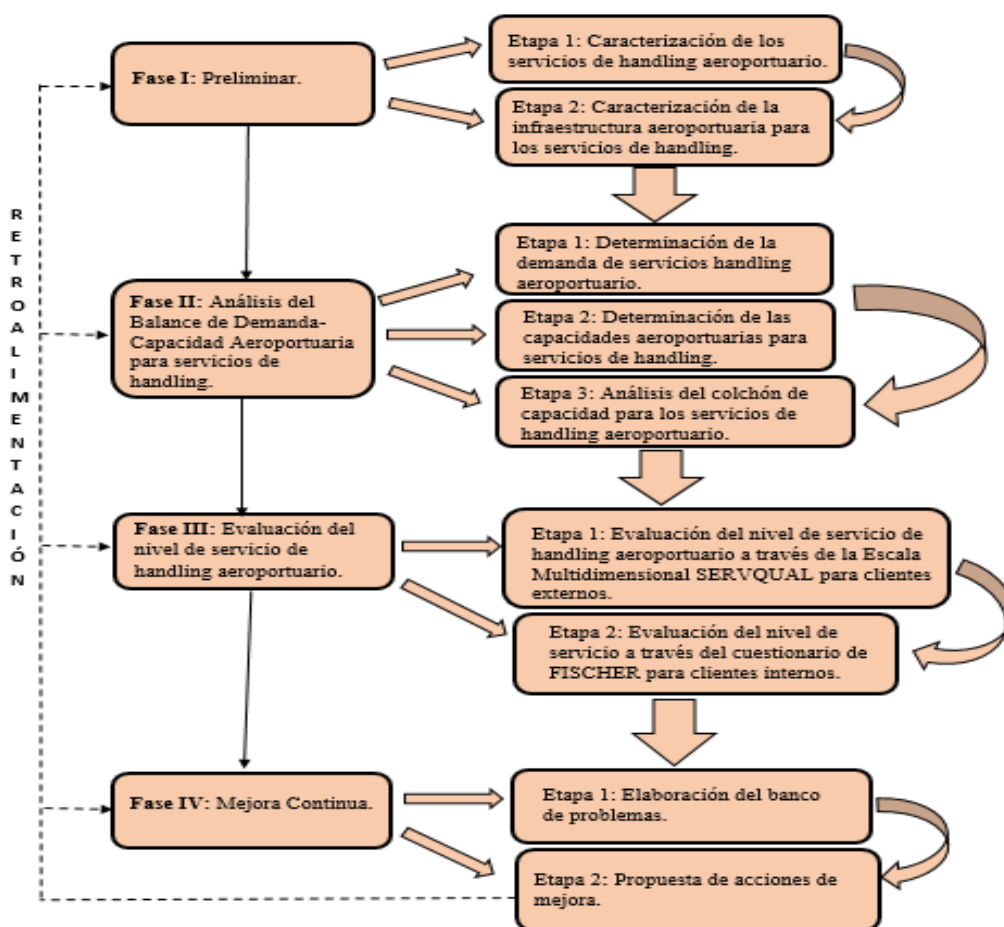 Fase I: Preliminar.
Etapa 1: Caracterización de los
servicios de handling aeroportuario.
Etapa 2: Caracterización de la
infraestructura aeroportuaria para
los servicios de handling.
RETROALIMENTACIÓN
Fase II: Análisis del
Balance de Demanda-
Capacidad Aeroportuaria
para servicios de
handling.
Etapa 1: Determinación de la
demanda de servicios handling
aeroportuario.
Etapa 2: Determinación de las
capacidades aeroportuarias para
servicios de handling.
Etapa 3: Análisis del colchón de
capacidad para los servicios de
handling aeroportuario.
Fase III: Evaluación del
nivel de servicio de
handling aeroportuario.
Etapa 1: Evaluación del nivel de servicio de
handling aeroportuario a través de la Escala
Multidimensional SERVQUAL para clientes
externos.
Etapa 2: Evaluación del nivel de
servicio a través del cuestionario de
FISCHER para clientes internos.
Fase IV: Mejora Continua.
Etapa 1: Elaboración del banco
de problemas.
Etapa 2: Propuesta de acciones de
mejora.